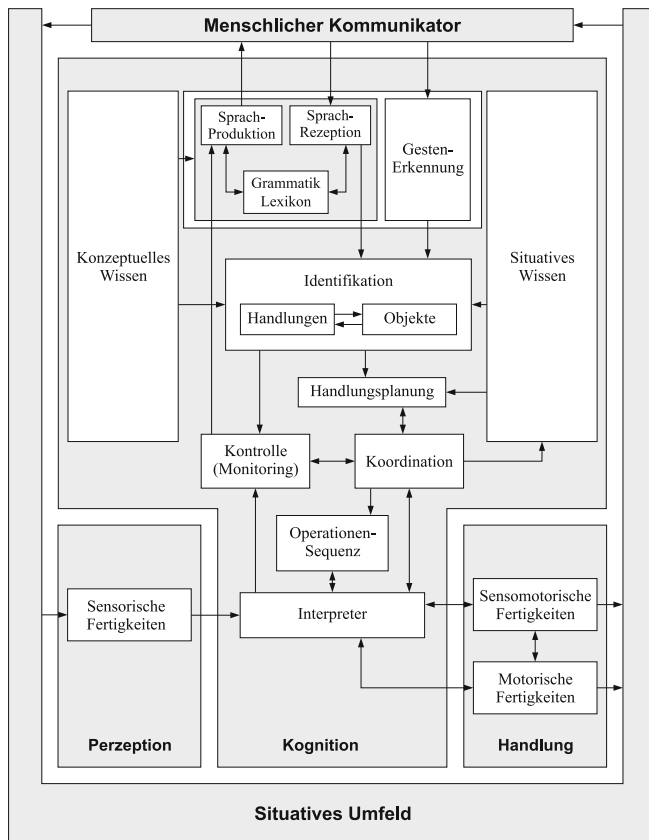 Menschlicher Kommunikator
Sprach-
Produktion
Sprach-
Rezeption
Gesten-
Erkennung
Grammatik
Lexikon
Konzeptuelles
Wissen
Situatives
Wissen
Identifikation
Handlungen
Objekte
Handlungsplanung
Kontrolle
(Monitoring)
Koordination
Operationen-
Sequenz
Sensorische
Fertigkeiten
Interpreter
Sensomotorische
Fertigkeiten
Motorische
Fertigkeiten
Perzeption
Kognition
Handlung
Situatives Umfeld